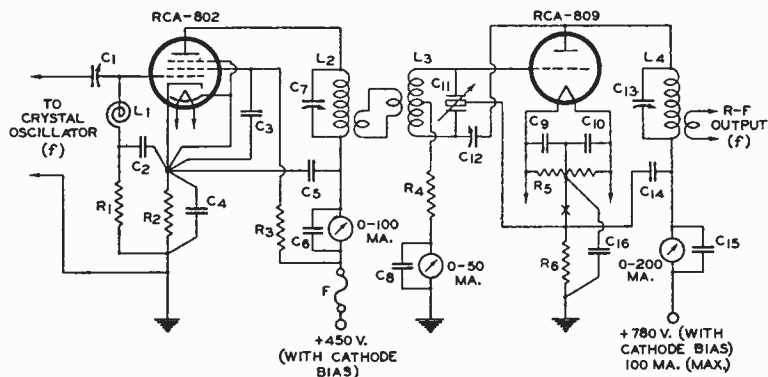 RCA-802
RCA-809
C1
L2
L3
L4
C7
C11
C13
TO
CRYSTAL
OSCILLATOR
(f)
L1
C3
R-F
OUTPUT
(f)
C9
C10
C2
C12
R5
C5
R4
C14
R1
R2
C4
C6
0-100
MA.
R3
C8
0-50
MA.
X
R6
C16
0-200
MA.
C15
F
+450 V.
(WITH CATHODE
BIAS)
+780 V. (WITH
CATHODE BIAS)
100 MA. (MAX.)